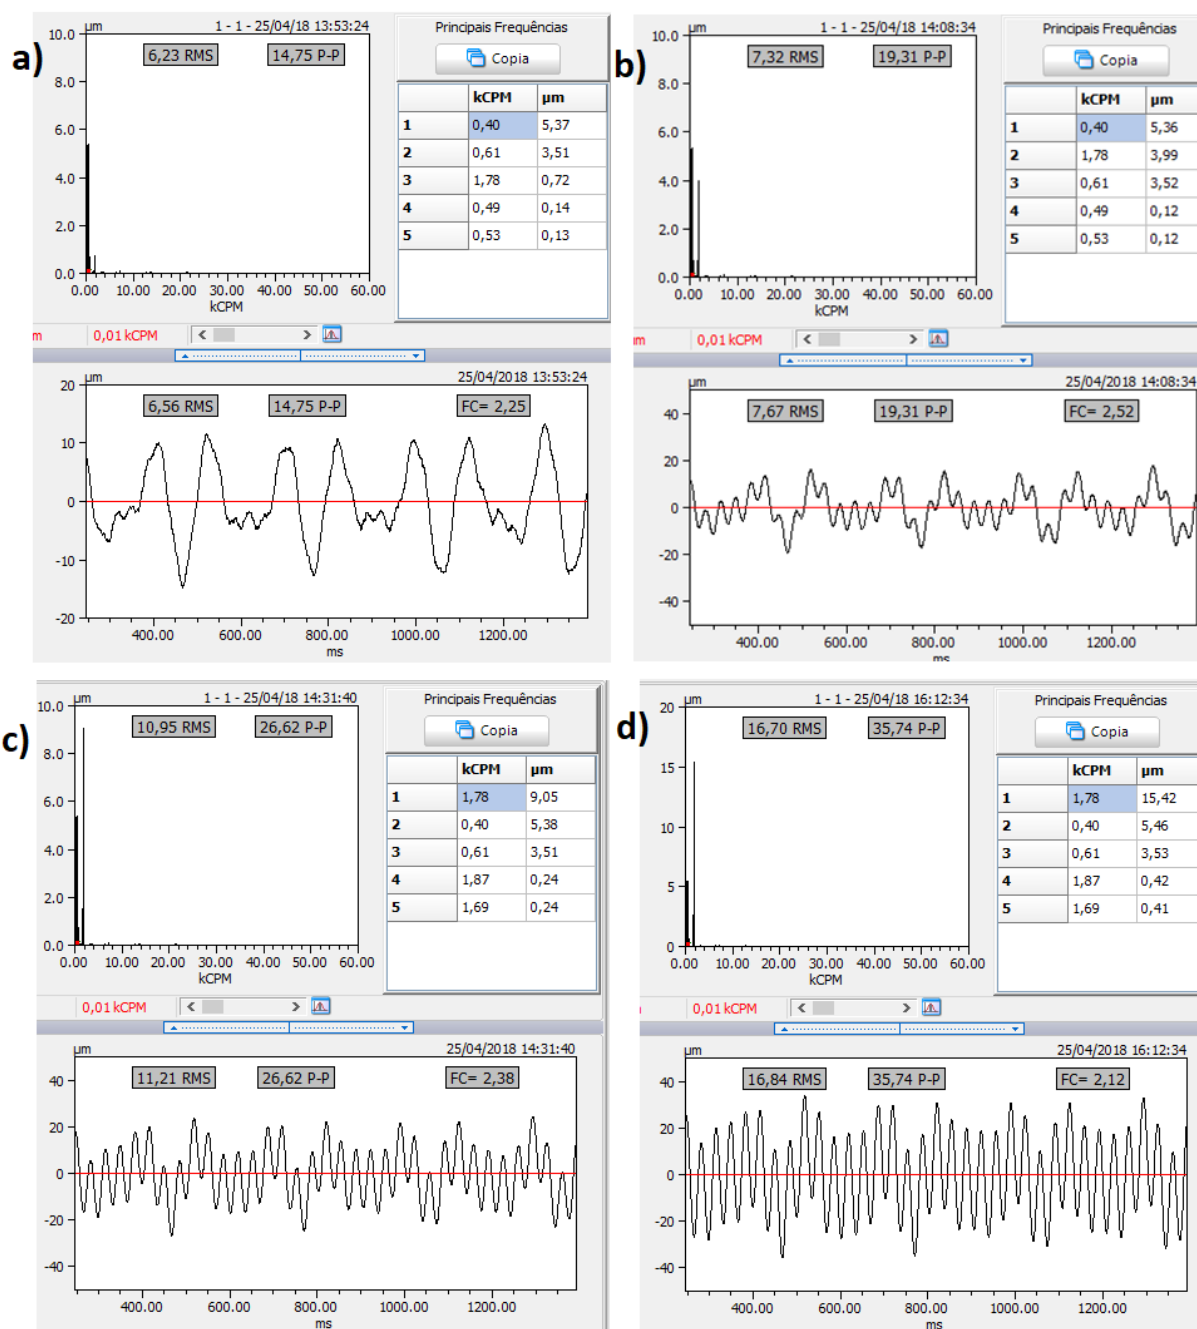 a)
µm 1 - 1 - 25/04/18 13:53:24
10.0
8.0
6.0
4.0
2.0
0.0
6,23 RMS 14,75 P-P
0.00 10.00 20.00 30.00 40.00 50.00 60.00
kCPM
Principais Frequências
Copia
kCPM µm
1 0,40 5,37
2 0,61 3,51
3 1,78 0,72
4 0,49 0,14
5 0,53 0,13
m 0,01 kCPM
µm 25/04/2018 13:53:24
20
10
0
-10
-20
6,56 RMS 14,75 P-P FC= 2,25
400.00 600.00 800.00 1000.00 1200.00
ms
b)
µm 1 - 1 - 25/04/18 14:08:34
10.0
8.0
6.0
4.0
2.0
0.0
7,32 RMS 19,31 P-P
0.00 10.00 20.00 30.00 40.00 50.00 60.00
kCPM
Principais Frequências
Copia
kCPM µm
1 0,40 5,36
2 1,78 3,99
3 0,61 3,52
4 0,49 0,12
5 0,53 0,12
m 0,01 kCPM
µm 25/04/2018 14:08:34
40
20
0
-20
-40
7,67 RMS 19,31 P-P FC= 2,52
400.00 600.00 800.00 1000.00 1200.00
ms
c)
µm 1 - 1 - 25/04/18 14:31:40
10.0
8.0
6.0
4.0
2.0
0.0
10,95 RMS 26,62 P-P
0.00 10.00 20.00 30.00 40.00 50.00 60.00
kCPM
Principais Frequências
Copia
kCPM µm
1 1,78 9,05
2 0,40 5,38
3 0,61 3,51
4 1,87 0,24
5 1,69 0,24
0,01 kCPM
µm 25/04/2018 14:31:40
40
20
0
-20
-40
11,21 RMS 26,62 P-P FC= 2,38
400.00 600.00 800.00 1000.00 1200.00
ms
d)
µm 1 - 1 - 25/04/18 16:12:34
20
15
10
5
0
16,70 RMS 35,74 P-P
0.00 10.00 20.00 30.00 40.00 50.00 60.00
kCPM
Principais Frequências
Copia
kCPM µm
1 1,78 15,42
2 0,40 5,46
3 0,61 3,53
4 1,87 0,42
5 1,69 0,41
0,01 kCPM
µm 25/04/2018 16:12:34
40
20
0
-20
-40
16,84 RMS 35,74 P-P FC= 2,12
400.00 600.00 800.00 1000.00 1200.00
ms